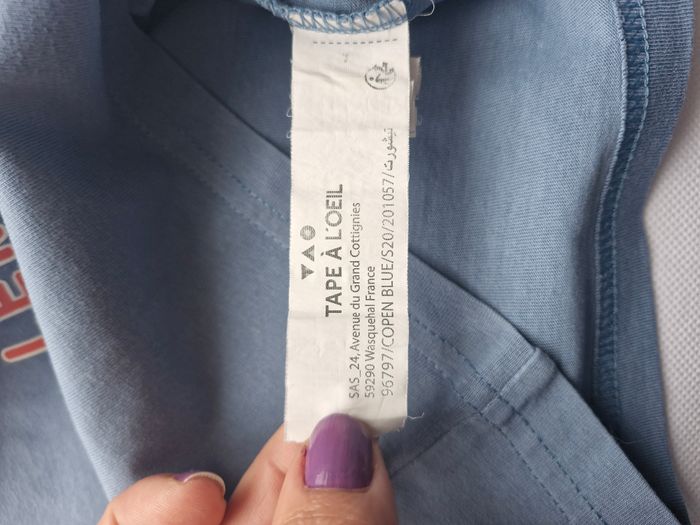 TAPE À L'OEIL
SAS_24, Avenue du Grand Cottignies
59290 Wasquehal France
96797/COPEN BLUE/S20/201057/تيشورت